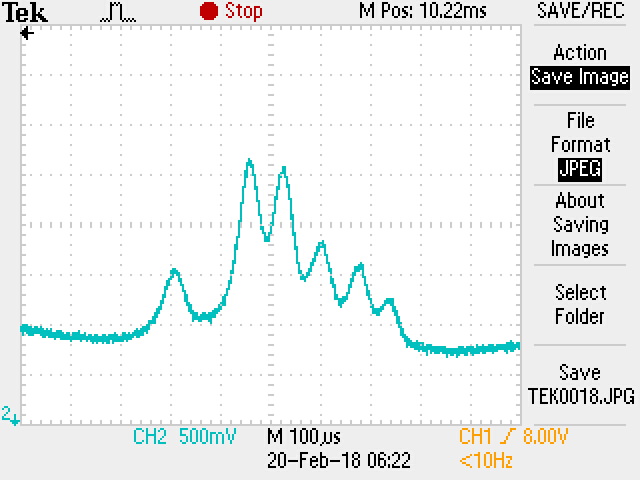 Tek Stop M Pos: 10.22ms SAVE/REC
Action
Save Image
File
Format
JPEG
About
Saving
Images
Select
Folder
Save
TEK0018.JPG
2
CH2 500mV M 100µs CH1 8.00V
20-Feb-18 06:22 <10Hz